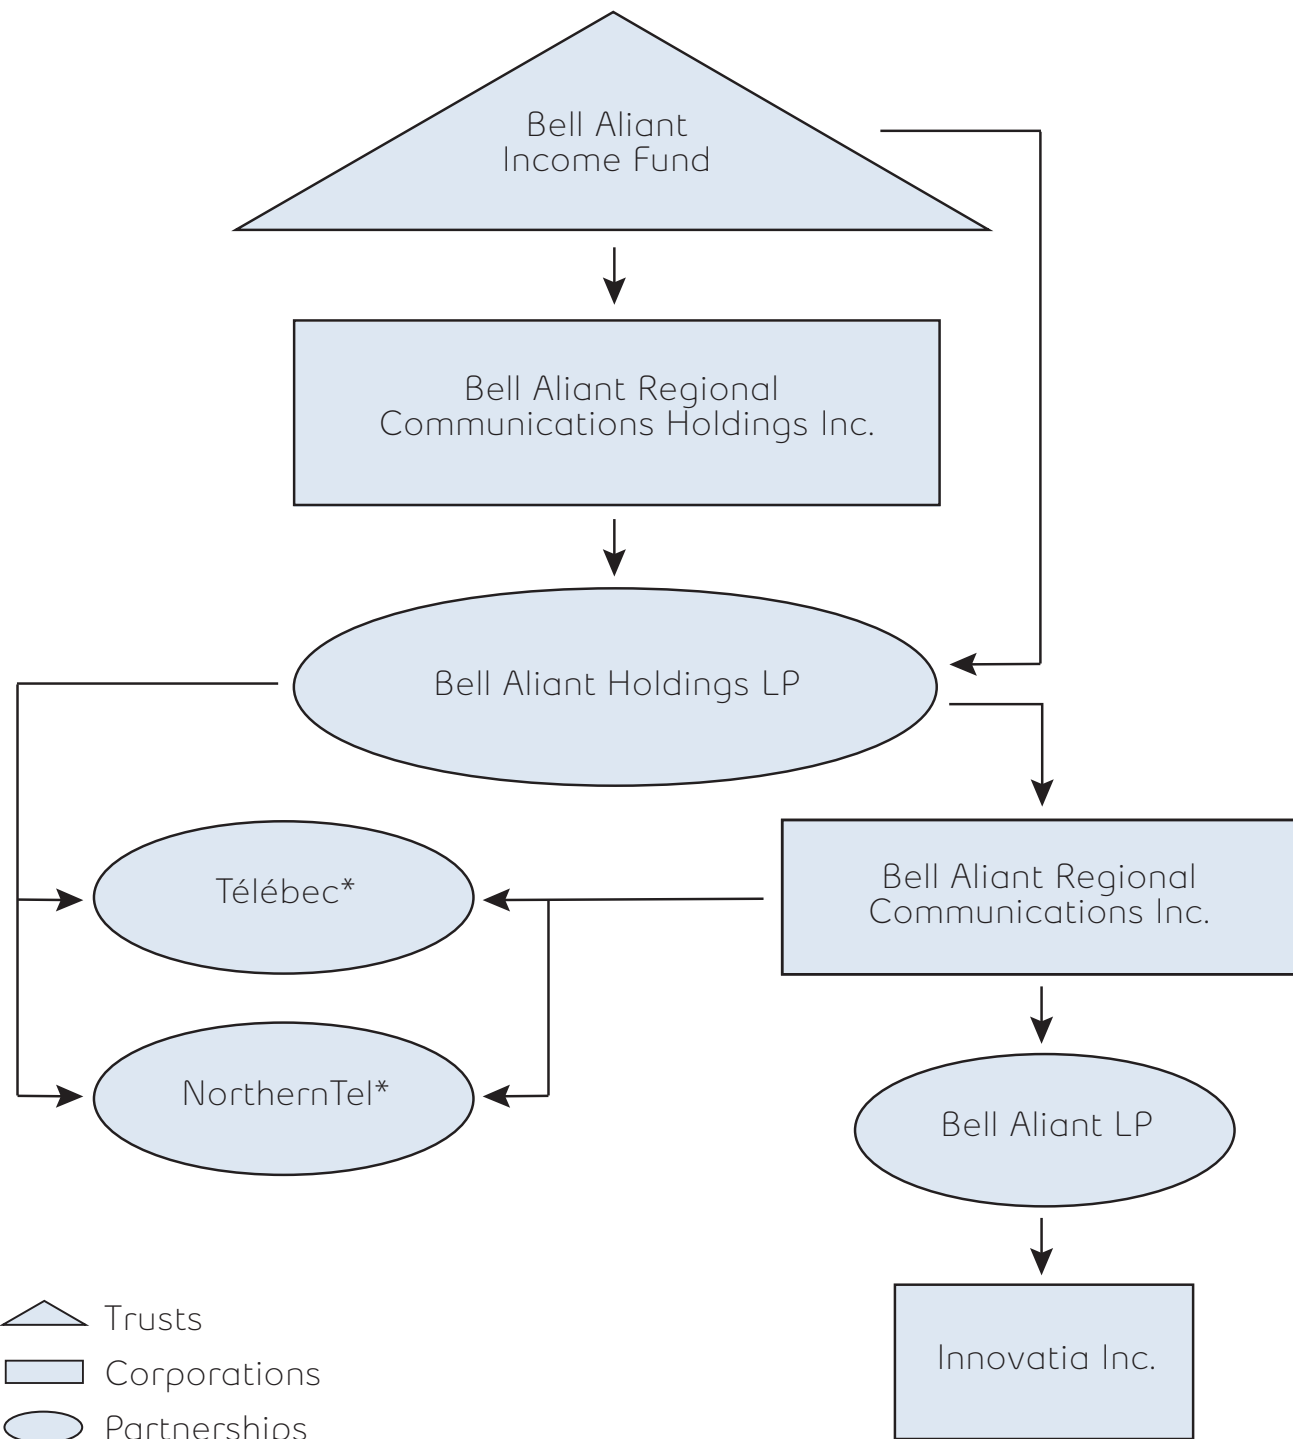 Bell Aliant
Income Fund
Bell Aliant Regional
Communications Holdings Inc.
Bell Aliant Holdings LP
Télébec*
Bell Aliant Regional
Communications Inc.
NorthernTel*
Bell Aliant LP
Innovatia Inc.
Trusts
Corporations
Partnerships